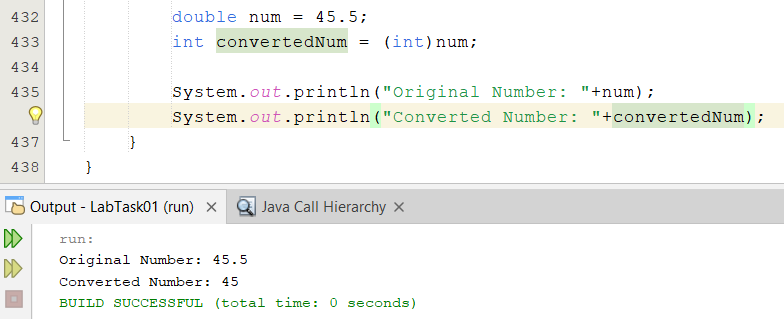 432 double num = 45.5;
433 int convertedNum = (int)num;
434
435 System.out.println("Original Number: "+num);
System.out.println("Converted Number: "+convertedNum);
437 }
438 }
Output - LabTask01 (run) × Java Call Hierarchy ×
run:
Original Number: 45.5
Converted Number: 45
BUILD SUCCESSFUL (total time: 0 seconds)